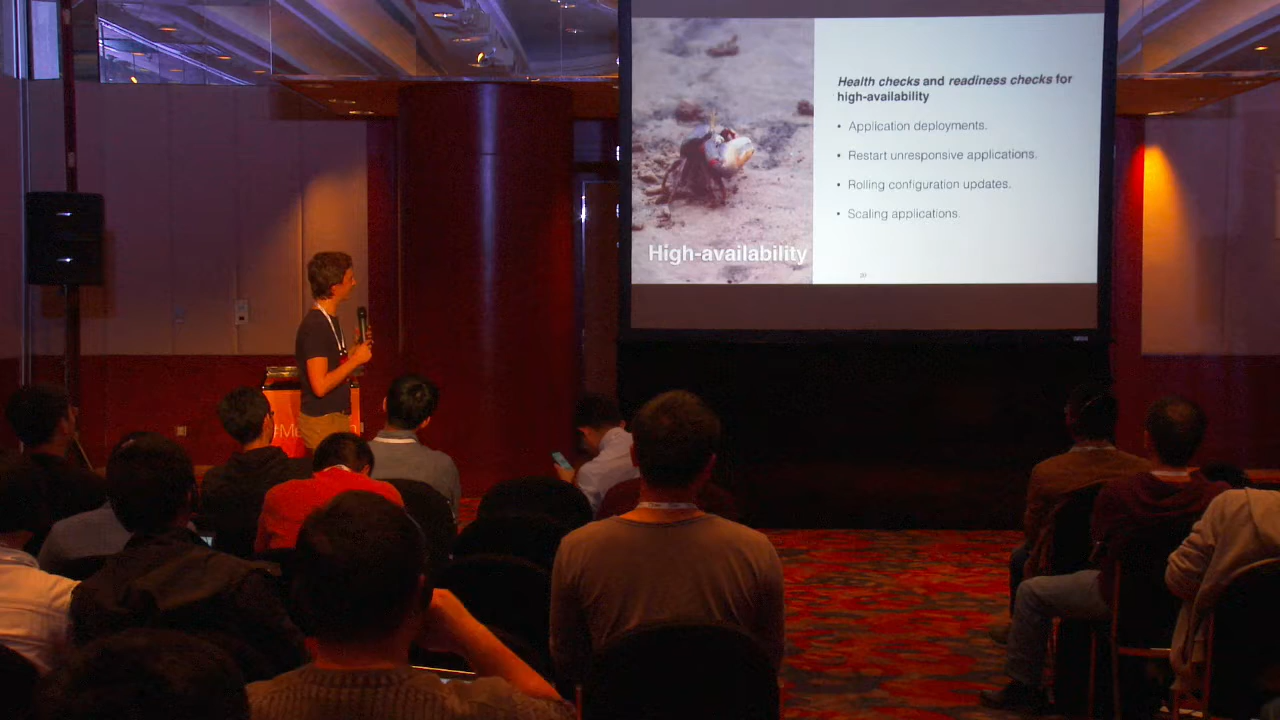 Health checks and readiness checks for
high-availability
• Application deployments.
• Restart unresponsive applications.
• Rolling configuration updates.
• Scaling applications.
High-availability
20